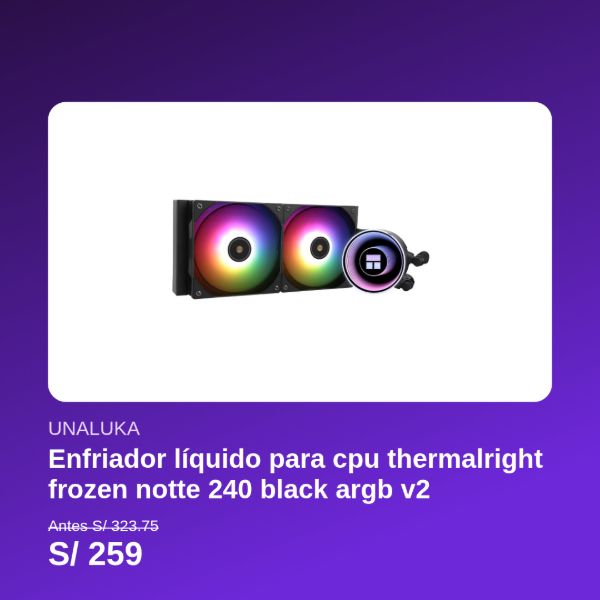 UNALUKA
Enfriador líquido para cpu thermalright
frozen notte 240 black argb v2
Antes S/ 323.75
S/ 259